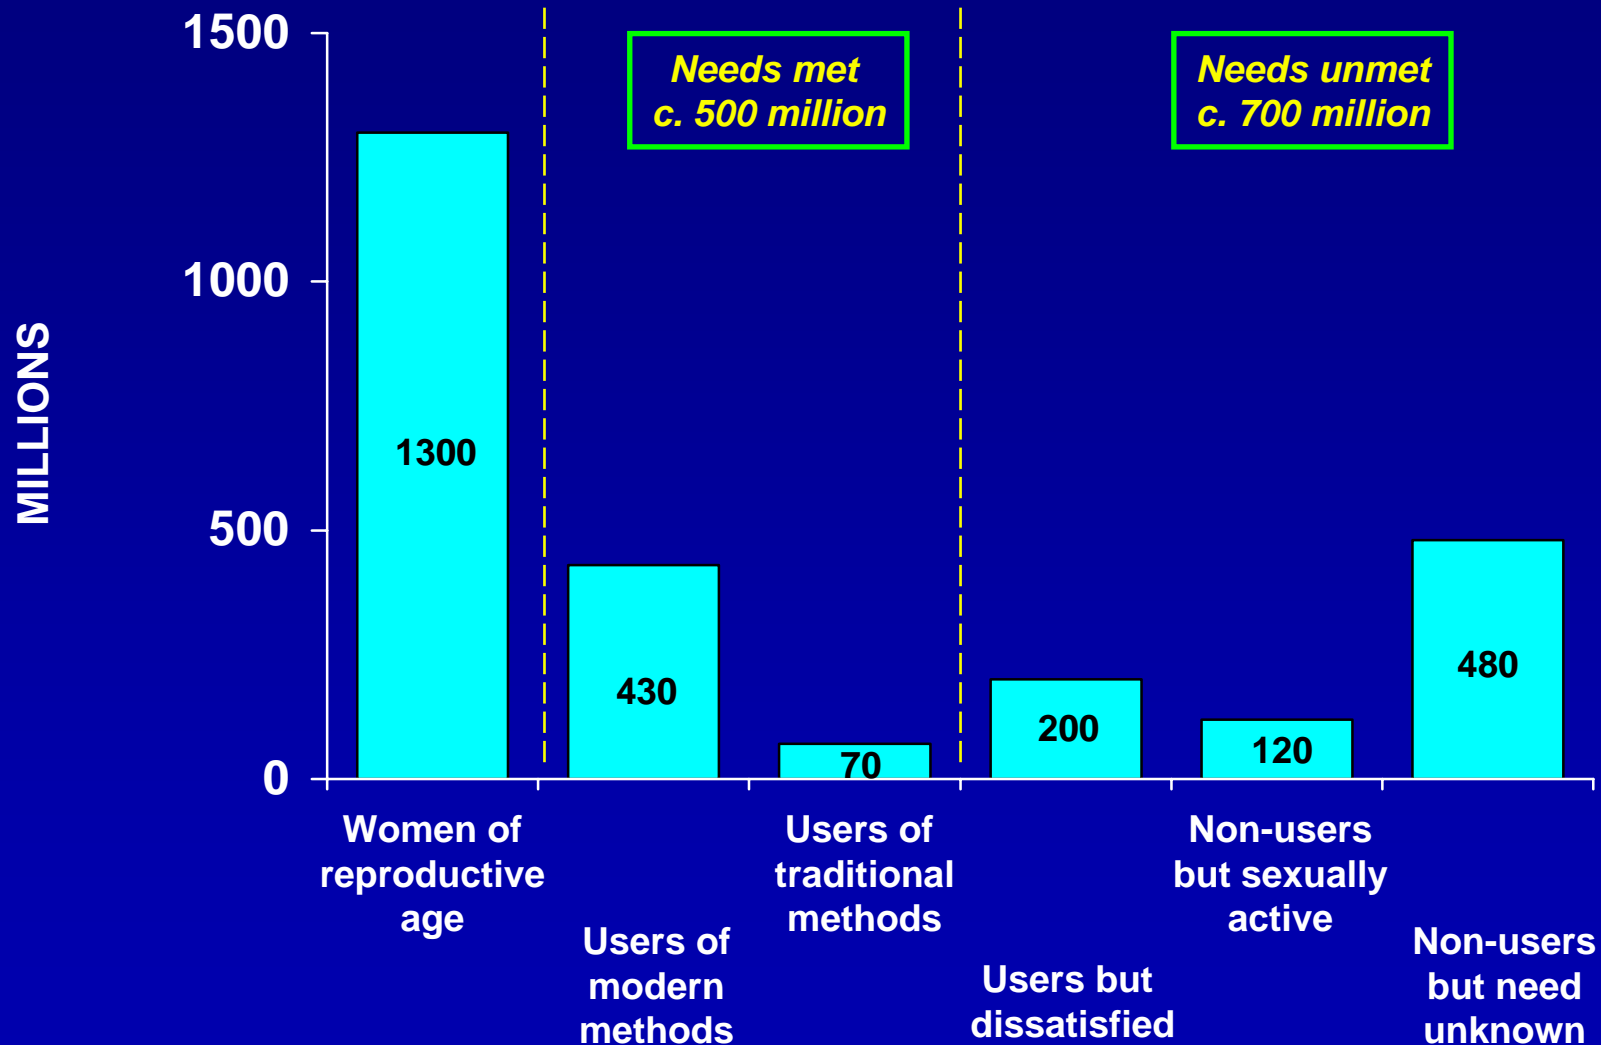 1500
1000
500
0
MILLIONS
Needs met
c. 500 million
Needs unmet
c. 700 million
1300
430
70
200
120
480
Women of
reproductive
age
Users of
modern
methods
Users of
traditional
methods
Users but
dissatisfied
Non-users
but sexually
active
Non-users
but need
unknown